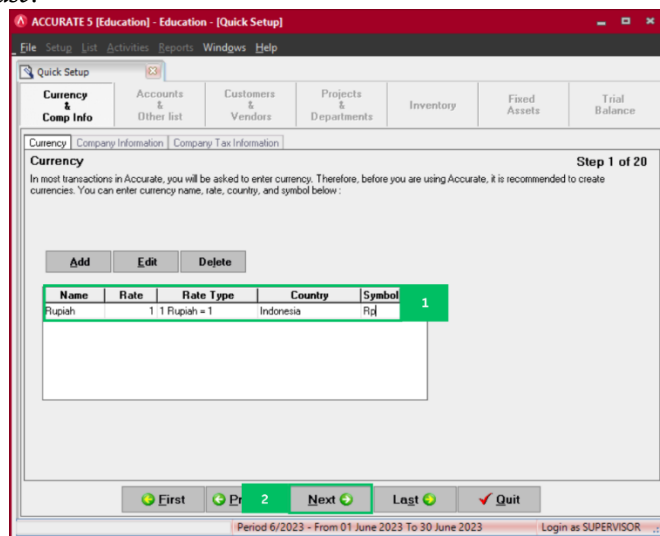 ACCURATE 5 [Education] - Education - [Quick Setup]
File Setup List Activities Reports Windows Help
Quick Setup
Currency & Comp Info
Accounts & Other list
Customers & Vendors
Projects & Departments
Inventory
Fixed Assets
Trial Balance
Currency Company Information Company Tax Information
Currency Step 1 of 20
In most transactions in Accurate, you will be asked to enter currency. Therefore, before you are using Accurate, it is recommended to create
currencies. You can enter currency name, rate, country, and symbol below :
Add Edit Delete
Name Rate Rate Type Country Symbol 1
Rupiah 1 1 Rupiah = 1 Indonesia Rp
First 2 Next Last Quit
Period 6/2023 - From 01 June 2023 To 30 June 2023 Login as SUPERVISOR